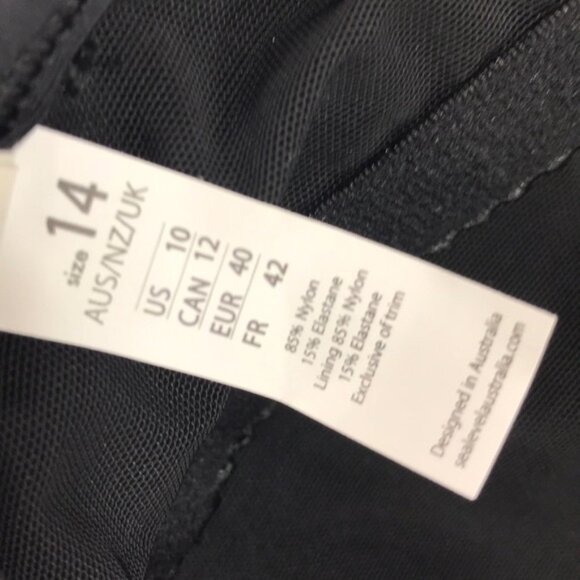 size 14
AUS/NZ/UK
US 10
CAN 12
EUR 40
FR 42
85% Nylon
15% Elastane
Lining 85% Nylon
15% Elastane
Exclusive of trim
Designed in Australia
sealevelaustralia.com